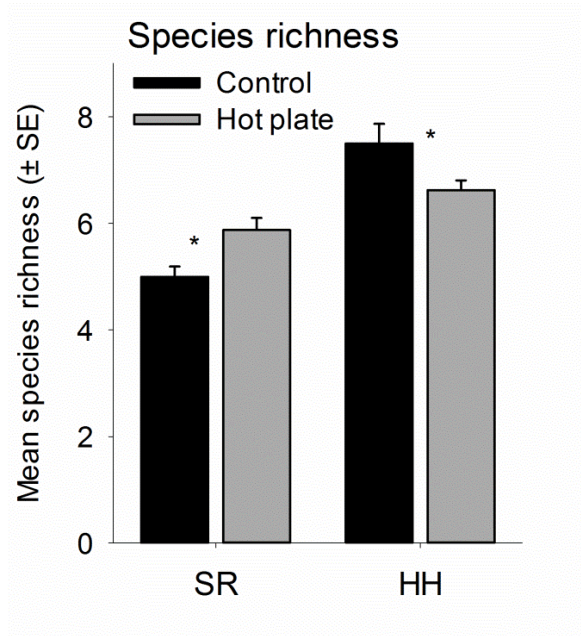 Species richness
Control
Hot plate
Mean species richness (± SE)
8
6
4
2
0
*
*
SR
HH